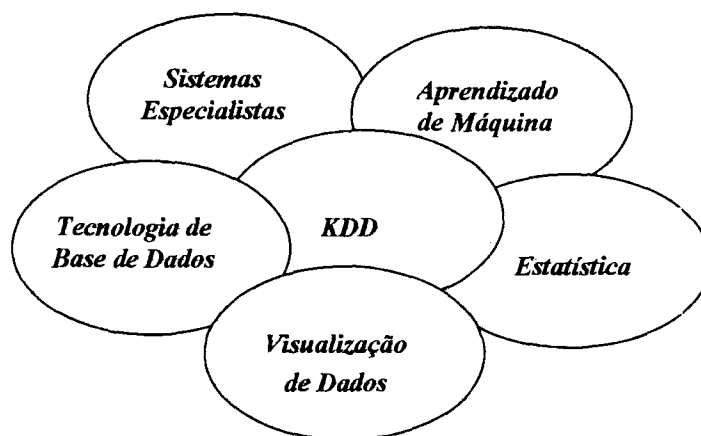 Sistemas
Especialistas
Aprendizado
de Máquina
Tecnologia de
Base de Dados
KDD
Estatística
Visualização
de Dados